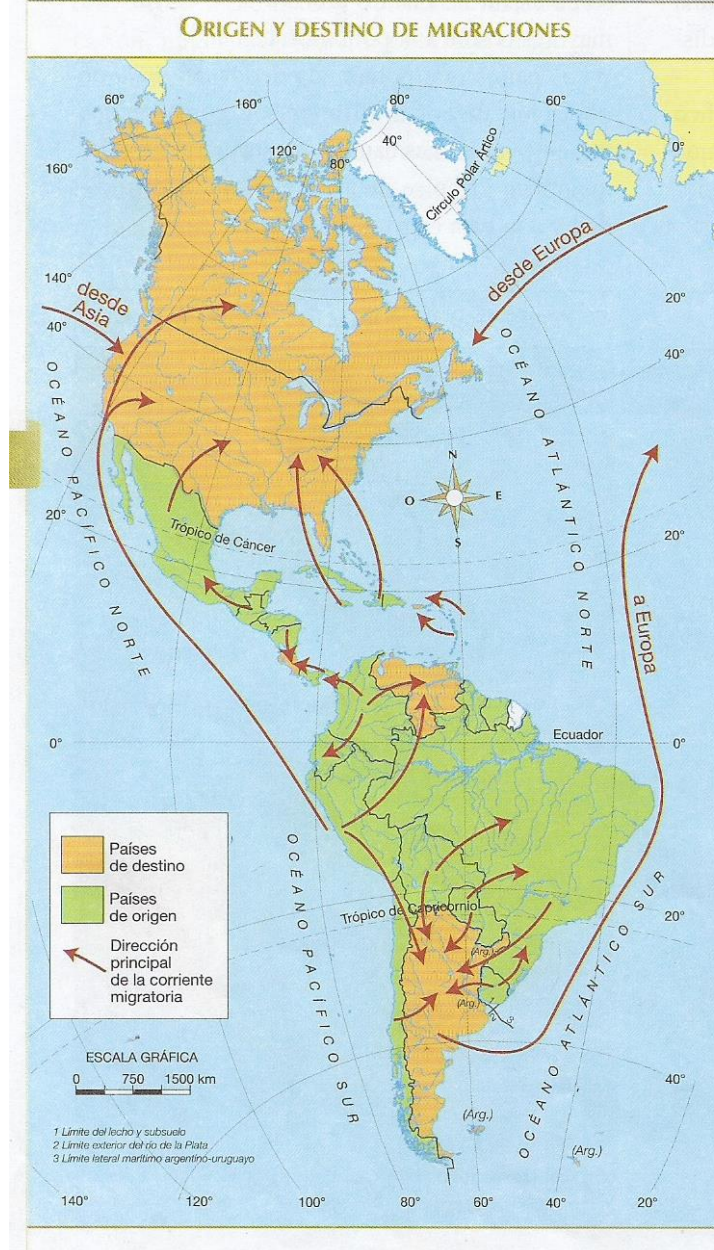 ORIGEN Y DESTINO DE MIGRACIONES
60°
160°
80°
60°
160°
120°
80°
40°
0°
Círculo Polar Ártico
140°
desde
Asia
desde Europa
20°
40°
40°
OCÉANO PACÍFICO NORTE
OCÉANO ATLÁNTICO NORTE
N
O
E
S
20°
Trópico de Cáncer
20°
a Europa
0°
Ecuador
0°
Países
de destino
Países
de origen
Dirección
principal
de la corriente
migratoria
OCÉANO PACÍFICO SUR
Trópico de Capricornio
20°
(Arg.)
(Arg.)
1
2
3
OCÉANO ATLÁNTICO SUR
ESCALA GRÁFICA
0 750 1500 km
40°
(Arg.)
(Arg.)
1 Límite del lecho y subsuelo
2 Límite exterior del río de la Plata
3 Límite lateral marítimo argentino-uruguayo
140°
120°
100°
80°
60°
40°
20°